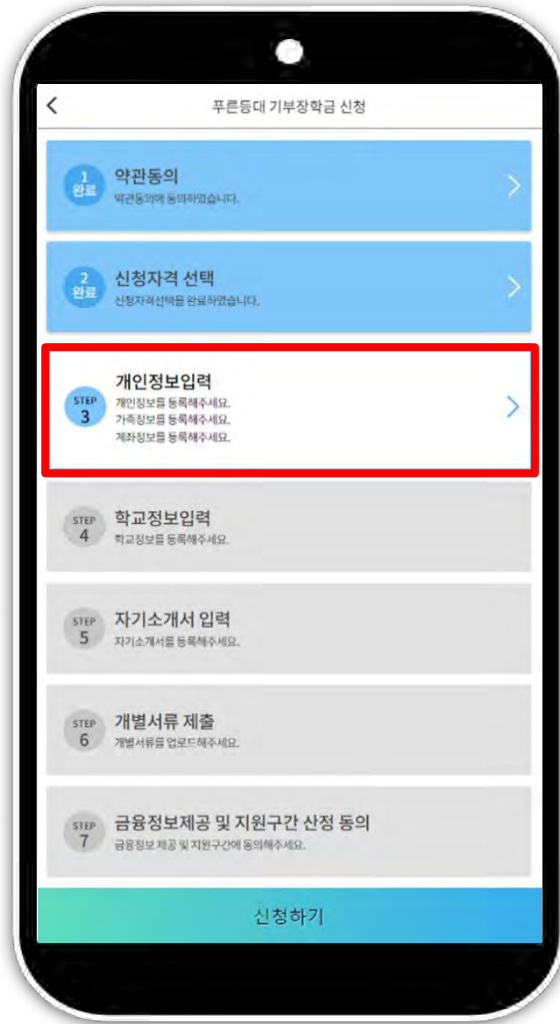 푸른등대 기부장학금 신청
1
완료
약관동의
약관동의에 동의하였습니다.
2
완료
신청자격 선택
신청자격선택을 완료하였습니다.
STEP
3
개인정보입력
개인정보를 등록해주세요.
가족정보를 등록해주세요.
계좌정보를 등록해주세요.
STEP
4
학교정보입력
학교정보를 등록해주세요.
STEP
5
자기소개서 입력
자기소개서를 등록해주세요.
STEP
6
개별서류 제출
개별서류를 업로드해주세요.
STEP
7
금융정보제공 및 지원구간 산정 동의
금융정보 제공 및 지원구간에 동의해주세요.
신청하기